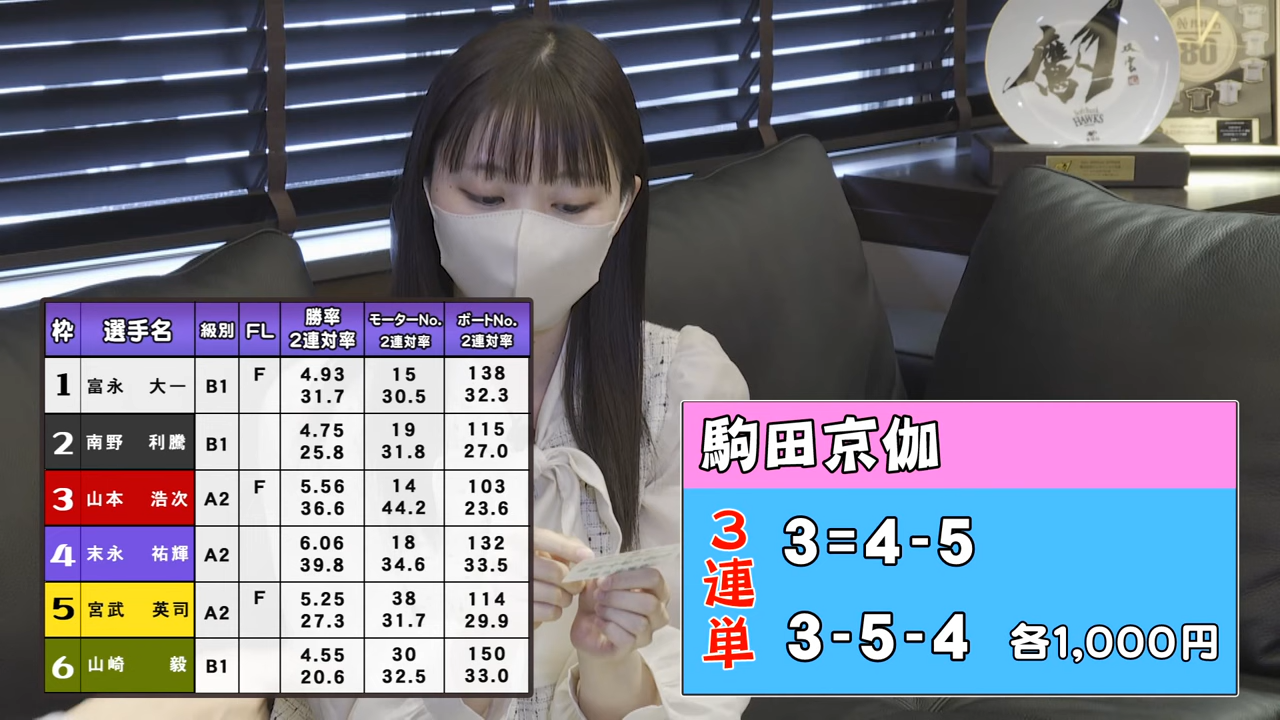 枠 選手名 級別 FL 勝率 2連対率 モーターNo. 2連対率 ボートNo. 2連対率
1 富永 大一 B1 F 4.93 31.7 15 30.5 138 32.3
2 南野 利騰 B1 4.75 25.8 19 31.8 115 27.0
3 山本 浩次 A2 F 5.56 36.6 14 44.2 103 23.6
4 末永 祐輝 A2 6.06 39.8 18 34.6 132 33.5
5 宮武 英司 A2 F 5.25 27.3 38 31.7 114 29.9
6 山崎 毅 B1 4.55 20.6 30 32.5 150 33.0
駒田京伽
3連単
3=4-5
3-5-4 各1,000円
HAWKS